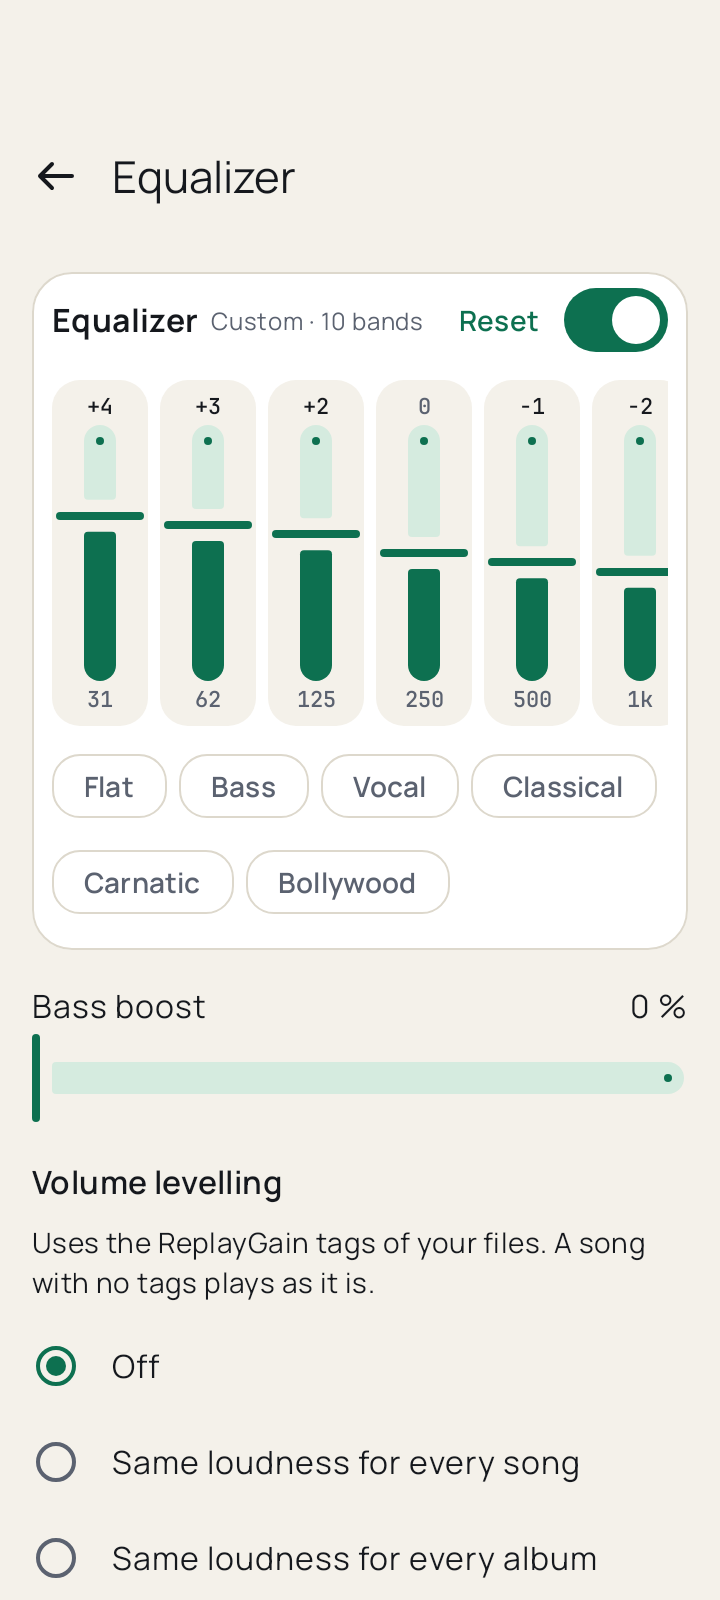 Equalizer
Equalizer Custom · 10 bands Reset
+4 +3 +2 0 -1 -2
31 62 125 250 500 1k
Flat Bass Vocal Classical
Carnatic Bollywood
Bass boost 0 %
Volume levelling
Uses the ReplayGain tags of your files. A song
with no tags plays as it is.
Off
Same loudness for every song
Same loudness for every album